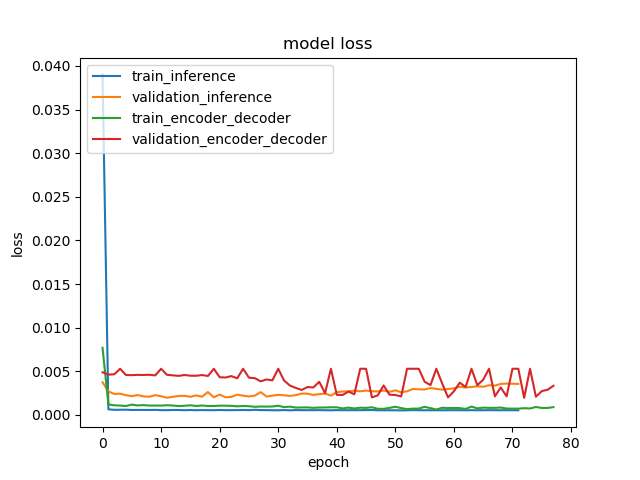 model loss
0.040
0.035
0.030
0.025
0.020
0.015
0.010
0.005
0.000
loss
train_inference
validation_inference
train_encoder_decoder
validation_encoder_decoder
0 10 20 30 40 50 60 70 80
epoch